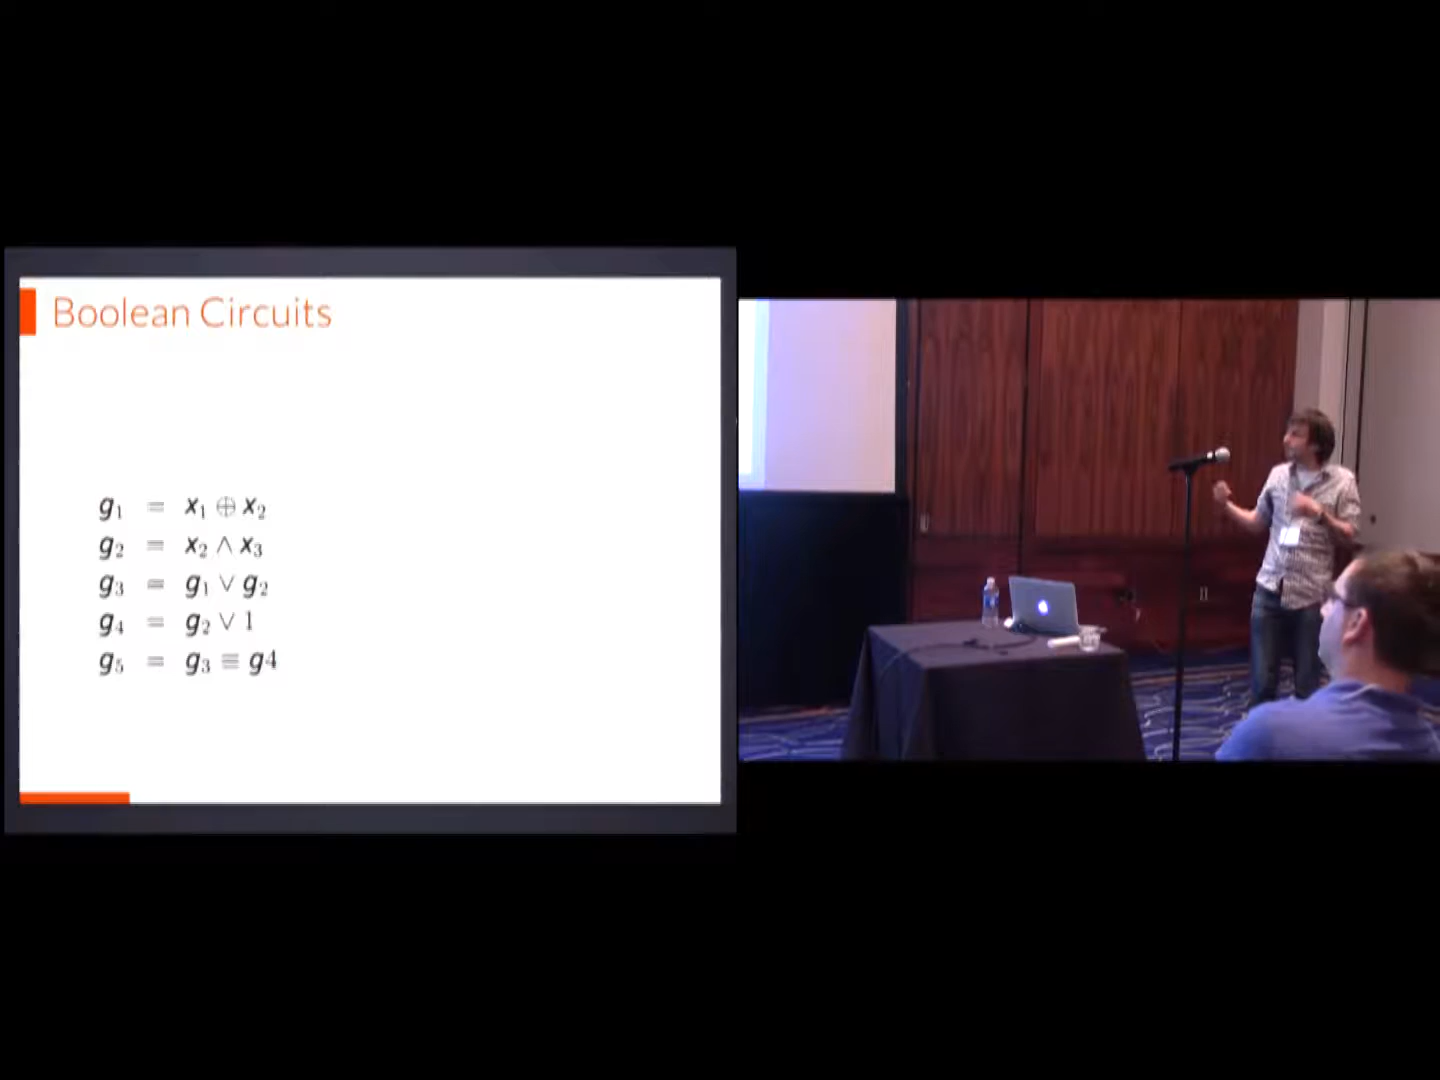 Boolean Circuits
g₁ = x₁ ⊕ x₂
g₂ = x₂ ∧ x₃
g₃ = g₁ ∨ g₂
g₄ = g₂ ∨ 1
g₅ = g₃ ≡ g4